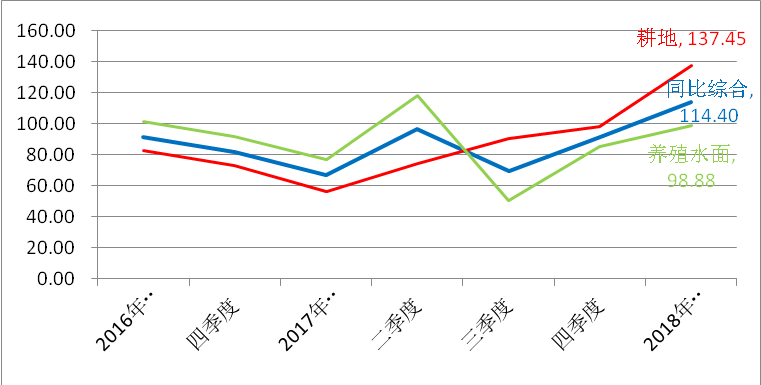 160.00
140.00
120.00
100.00
80.00
60.00
40.00
20.00
0.00
耕地, 137.45
同比综合,
114.40
养殖水面,
98.88
2016年··
四季度
2017年··
二季度
三季度
四季度
2018年··